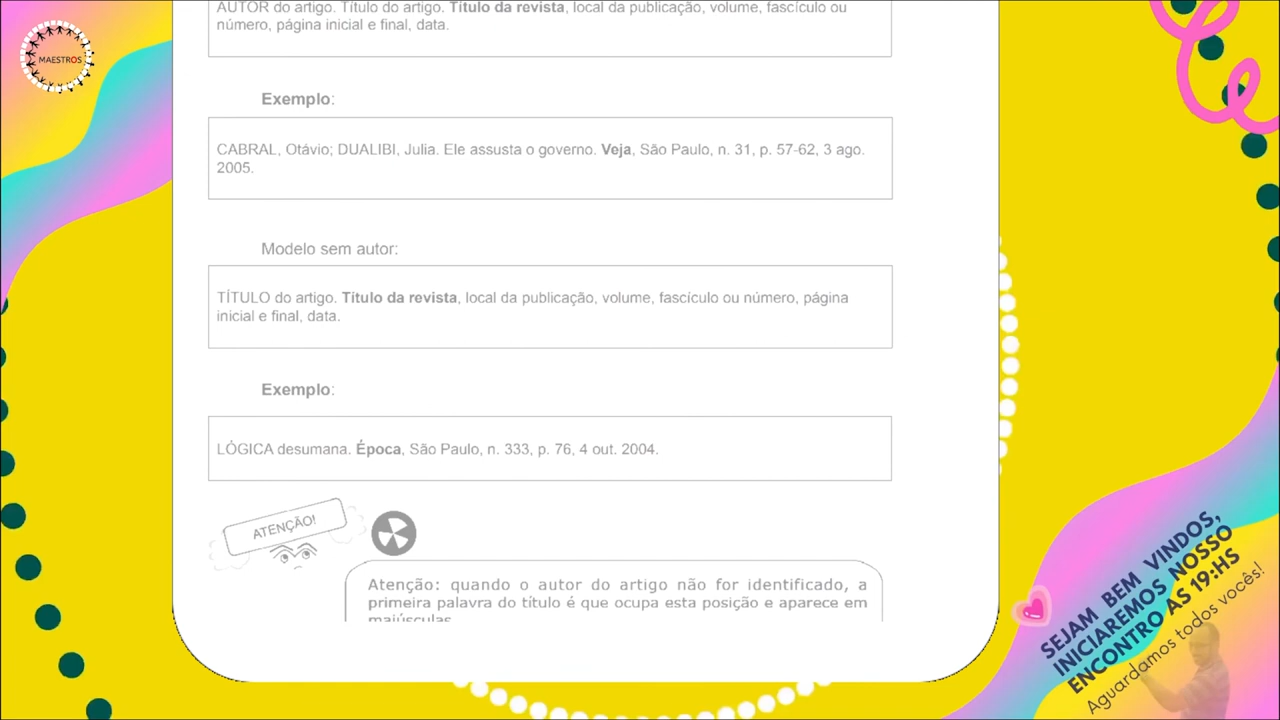 MAESTROS
AUTOR do artigo. Título do artigo. Título da revista, local da publicação, volume, fascículo ou
número, página inicial e final, data.
Exemplo:
CABRAL, Otávio; DUALIBI, Julia. Ele assusta o governo. Veja, São Paulo, n. 31, p. 57-62, 3 ago.
2005.
Modelo sem autor:
TÍTULO do artigo. Título da revista, local da publicação, volume, fascículo ou número, página
inicial e final, data.
Exemplo:
LÓGICA desumana. Época, São Paulo, n. 333, p. 76, 4 out. 2004.
ATENÇÃO!
Atenção: quando o autor do artigo não for identificado, a
primeira palavra do título é que ocupa esta posição e aparece em
maiúsculas
SEJAM BEM VINDOS,
INICIAREMOS NOSSO
ENCONTRO AS 19:HS
Aguardamos todos vocês!